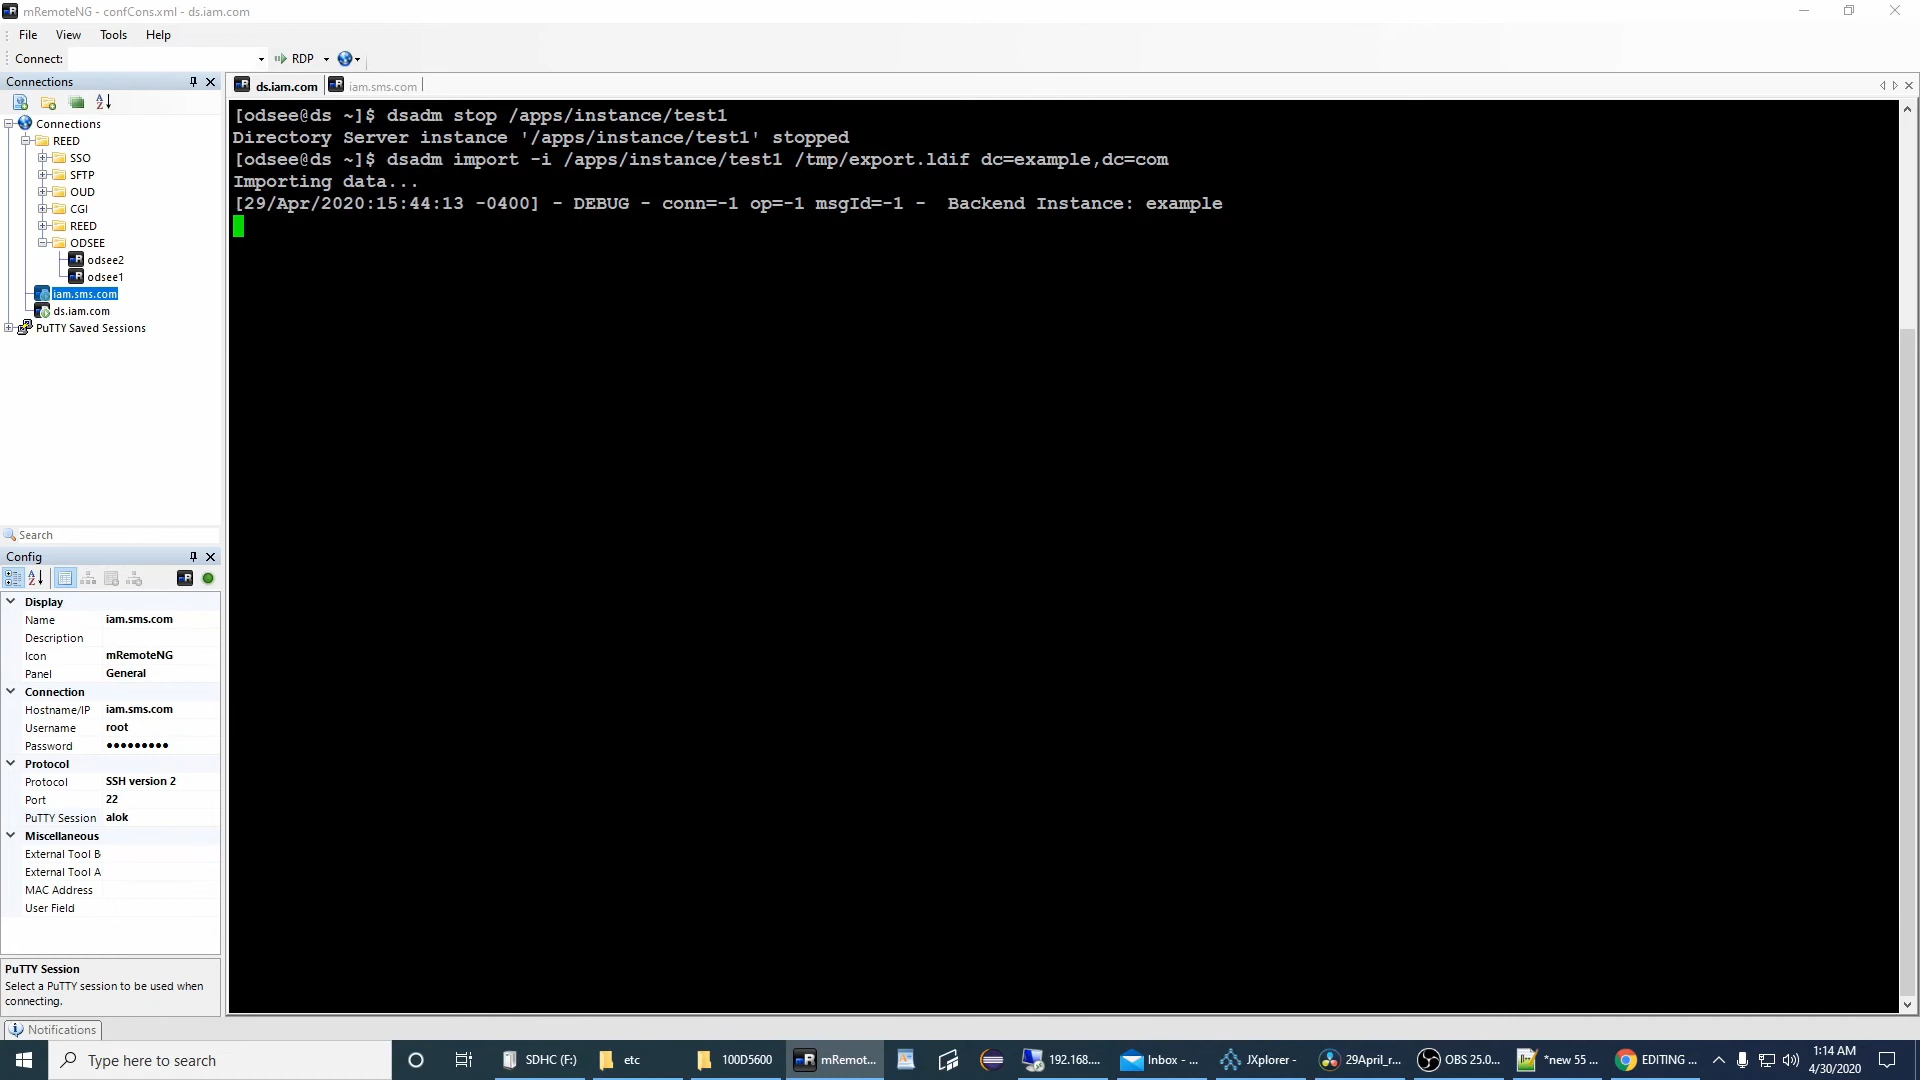 mRemoteNG - confCons.xml - ds.iam.com
File View Tools Help
Connect: RDP
Connections
ds.iam.com iam.sms.com
Connections
REED
SSO
SFTP
OUD
CGI
REED
ODSEE
odsee2
odsee1
iam.sms.com
ds.iam.com
PuTTY Saved Sessions
[odsee@ds ~]$ dsadm stop /apps/instance/test1
Directory Server instance '/apps/instance/test1' stopped
[odsee@ds ~]$ dsadm import -i /apps/instance/test1 /tmp/export.ldif dc=example,dc=com
Importing data...
[29/Apr/2020:15:44:13 -0400] - DEBUG - conn=-1 op=-1 msgId=-1 -  Backend Instance: example
Search
Config
Display
Name iam.sms.com
Description
Icon mRemoteNG
Panel General
Connection
Hostname/IP iam.sms.com
Username root
Password ●●●●●●●●●
Protocol
Protocol SSH version 2
Port 22
PuTTY Session alok
Miscellaneous
External Tool B
External Tool A
MAC Address
User Field
PuTTY Session
Select a PuTTY session to be used when
connecting.
Notifications
Type here to search
SDHC (F:) etc 100D5600 mRemot... 192.168.... Inbox - ... JXplorer - 29April_r... OBS 25.0... *new 55 ... EDITING ...
1:14 AM
4/30/2020